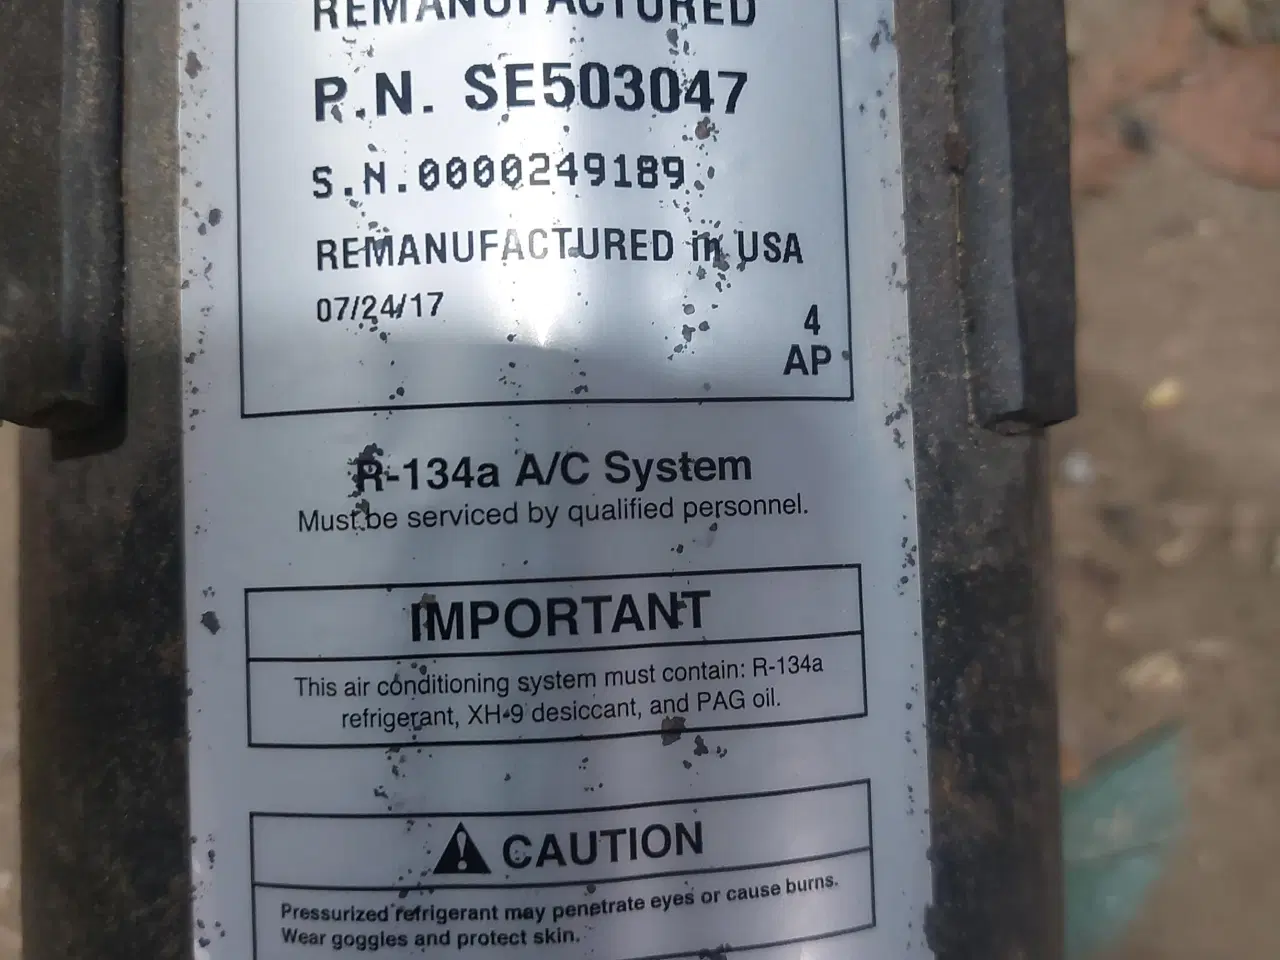 REMANUFACTURED
P.N. SE503047
S.N.0000249189
REMANUFACTURED in USA
07/24/17
4
AP
R-134a A/C System
Must be serviced by qualified personnel.
IMPORTANT
This air conditioning system must contain: R-134a
refrigerant, XH-9 desiccant, and PAG oil.
CAUTION
Pressurized refrigerant may penetrate eyes or cause burns.
Wear goggles and protect skin.